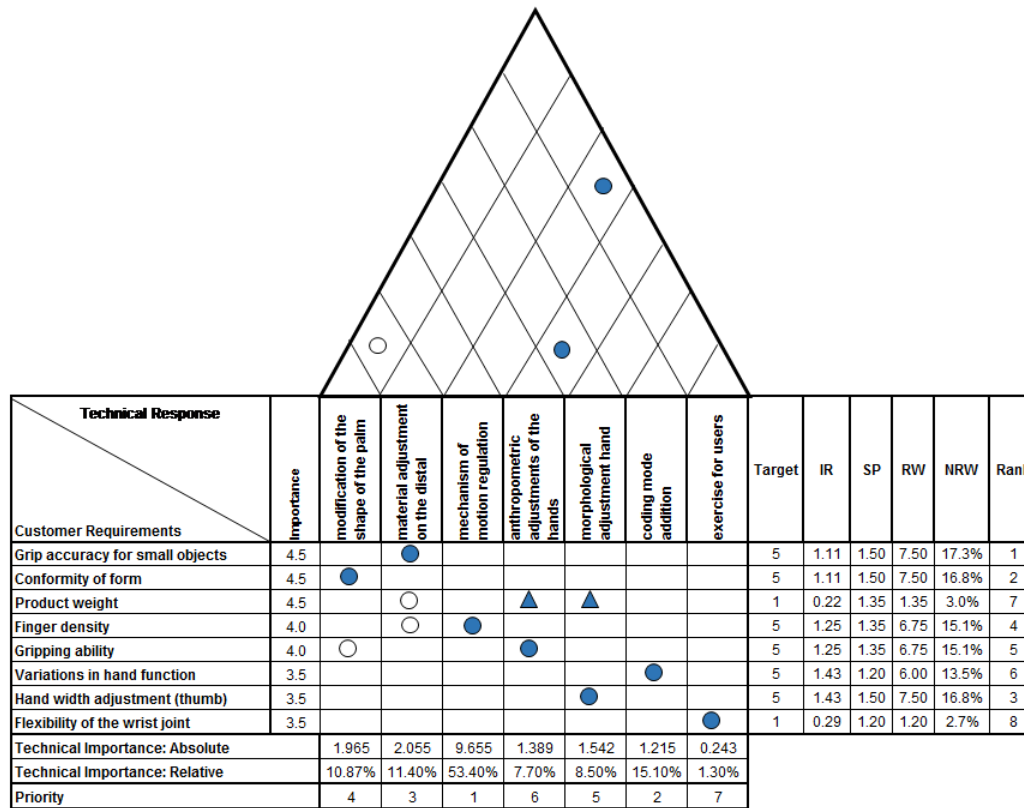 Technical Response
Customer Requirements
Importance
modification of the
shape of the palm
material adjustment
on the distal
mechanism of
motion regulation
anthropometric
adjustments of the
hands
morphological
adjustment hand
coding mode
addition
exercise for users
Target IR SP RW NRW Ran
Grip accuracy for small objects 4.5 5 1.11 1.50 7.50 17.3% 1
Conformity of form 4.5 5 1.11 1.50 7.50 16.8% 2
Product weight 4.5 1 0.22 1.35 1.35 3.0% 7
Finger density 4.0 5 1.25 1.35 6.75 15.1% 4
Gripping ability 4.0 5 1.25 1.35 6.75 15.1% 5
Variations in hand function 3.5 5 1.43 1.20 6.00 13.5% 6
Hand width adjustment (thumb) 3.5 5 1.43 1.50 7.50 16.8% 3
Flexibility of the wrist joint 3.5 1 0.29 1.20 1.20 2.7% 8
Technical Importance: Absolute 1.965 2.055 9.655 1.389 1.542 1.215 0.243
Technical Importance: Relative 10.87% 11.40% 53.40% 7.70% 8.50% 15.10% 1.30%
Priority 4 3 1 6 5 2 7